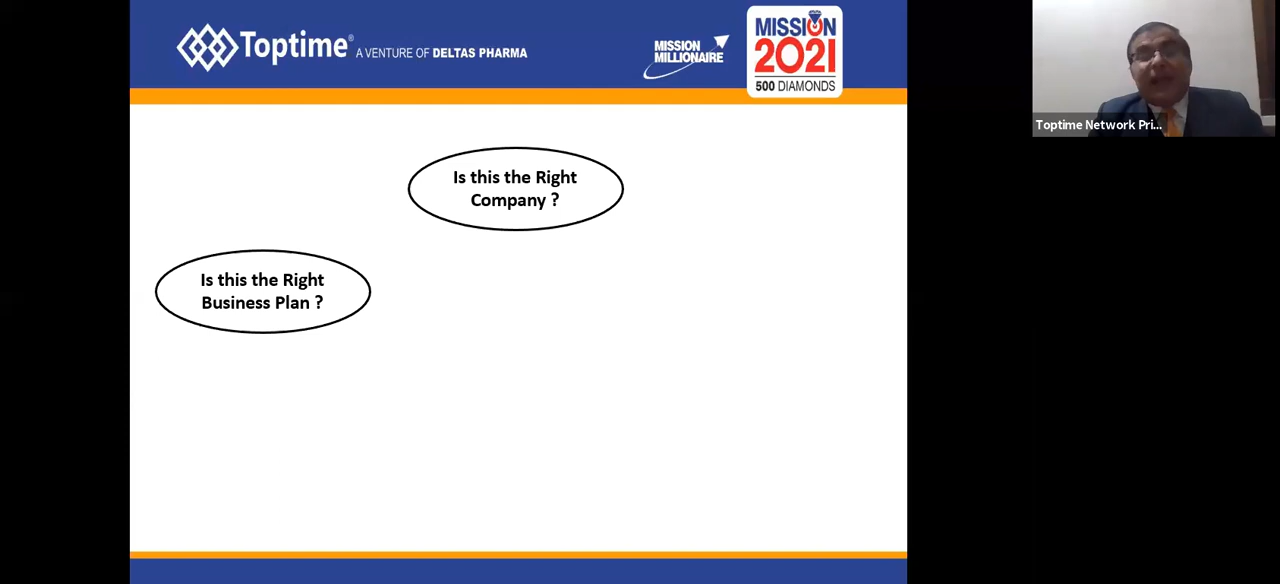 Toptime® A VENTURE OF DELTAS PHARMA
MISSION
MILLIONAIRE
MISSION
2021
500 DIAMONDS
Toptime Network Pri...
Is this the Right
Company ?
Is this the Right
Business Plan ?